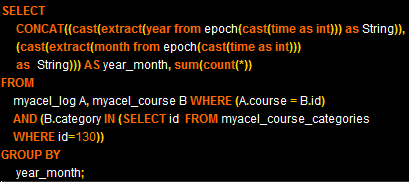 SELECT
CONCAT((cast(extract(year from epoch(cast(time as int))) as String)),
(cast(extract(month from epoch(cast(time as int)))
as String))) AS year_month, sum(count(*))
FROM
myacel_log A, myacel_course B WHERE (A.course = B.id)
AND (B.category IN (SELECT id FROM myacel_course_categories
WHERE id=130))
GROUP BY
year_month;